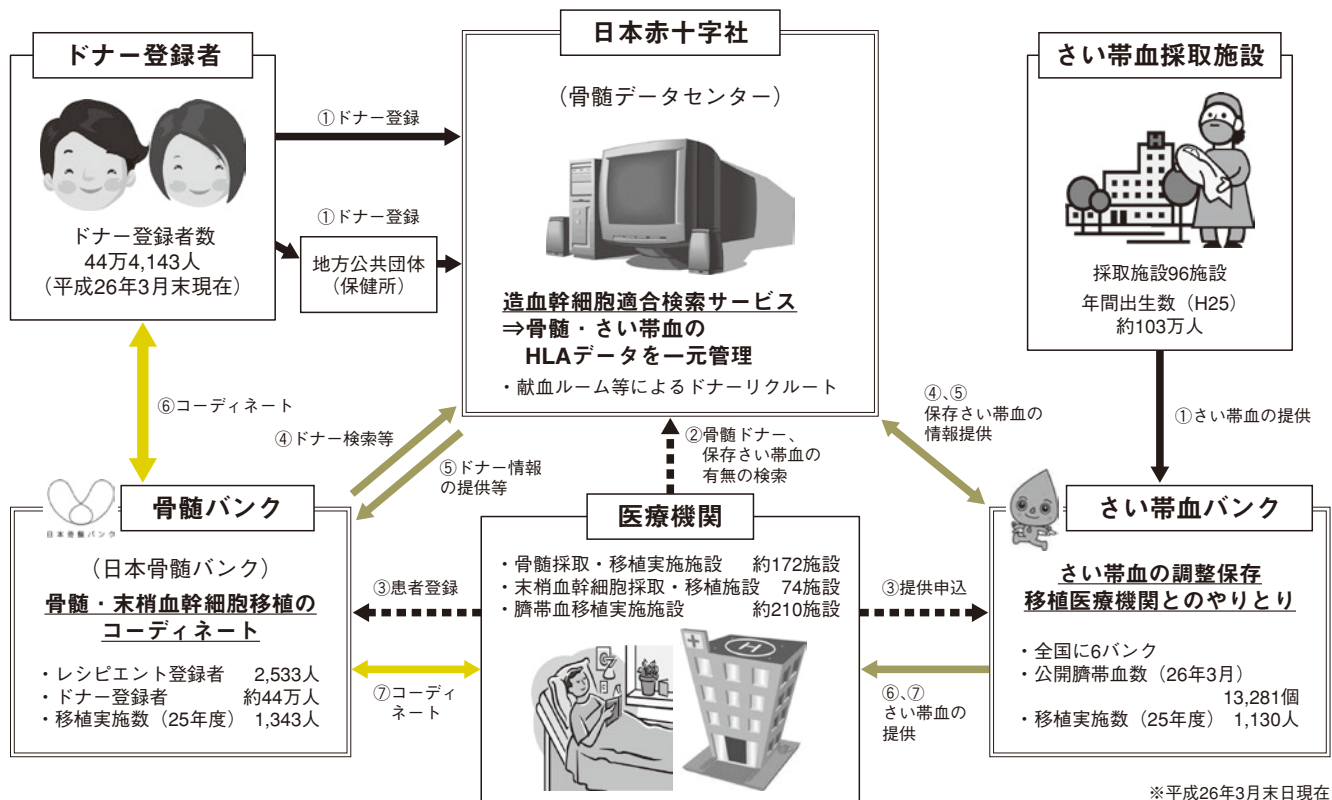 ドナー登録者
ドナー登録者数
44万4,143人
（平成26年3月末現在）
①ドナー登録
①ドナー登録
地方公共団体
（保健所）
日本赤十字社
（骨髄データセンター）
造血幹細胞適合検索サービス
⇒骨髄・さい帯血の
HLAデータを一元管理
・献血ルーム等によるドナーリクルート
さい帯血採取施設
H
採取施設96施設
年間出生数（H25）
約103万人
⑥コーディネート
④ドナー検索等
⑤ドナー情報
の提供等
②骨髄ドナー、
保存さい帯血の
有無の検索
④、⑤
保存さい帯血の
情報提供
①さい帯血の提供
日本骨髄バンク
骨髄バンク
（日本骨髄バンク）
骨髄・末梢血幹細胞移植の
コーディネート
・レシピエント登録者 2,533人
・ドナー登録者 約44万人
・移植実施数（25年度） 1,343人
③患者登録
⑦コーディ
ネート
医療機関
・骨髄採取・移植実施施設 約172施設
・末梢血幹細胞採取・移植施設 74施設
・臍帯血移植実施施設 約210施設
H
③提供申込
⑥、⑦
さい帯血の
提供
さい帯血バンク
さい帯血の調整保存
移植医療機関とのやりとり
・全国に6バンク
・公開臍帯血数（26年3月）
13,281個
・移植実施数（25年度） 1,130人
※平成26年3月末日現在